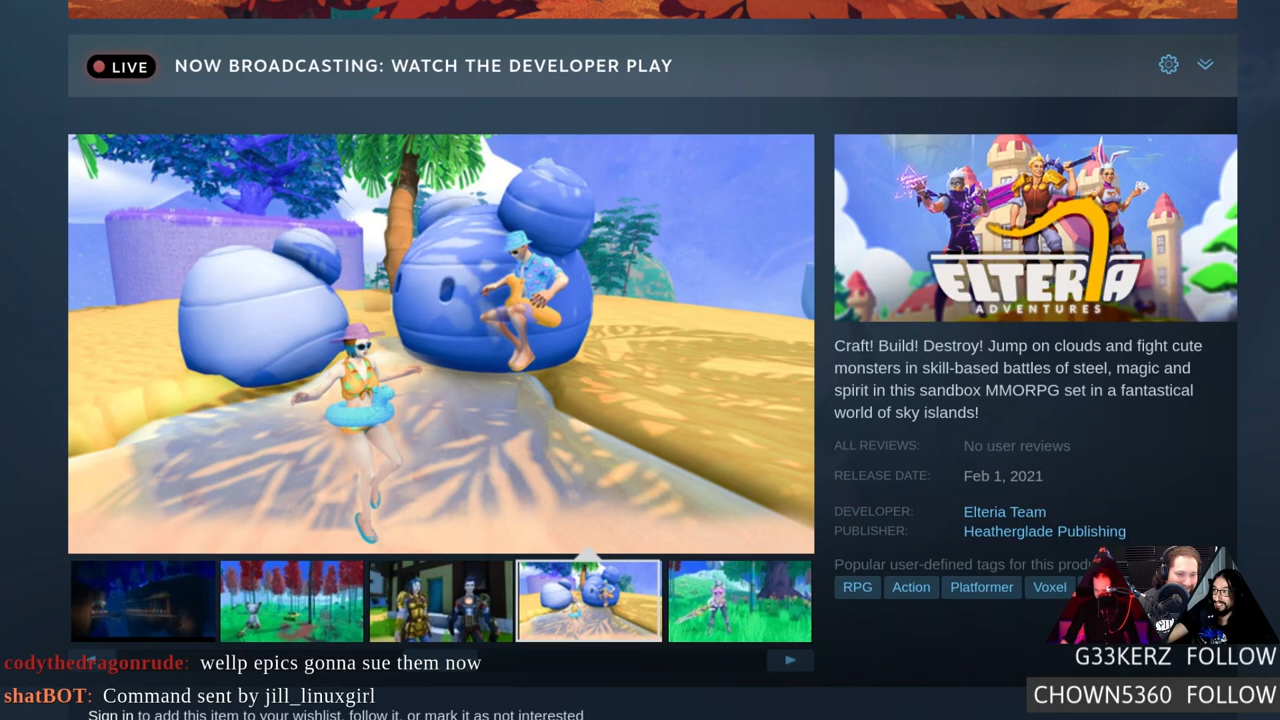 LIVE
NOW BROADCASTING: WATCH THE DEVELOPER PLAY
ELTERIA
ADVENTURES
Craft! Build! Destroy! Jump on clouds and fight cute
monsters in skill-based battles of steel, magic and
spirit in this sandbox MMORPG set in a fantastical
world of sky islands!
ALL REVIEWS: No user reviews
RELEASE DATE: Feb 1, 2021
DEVELOPER: Elteria Team
PUBLISHER: Heatherglade Publishing
Popular user-defined tags for this
RPG Action Platformer Voxel
codythedragonrude: wellp epics gonna sue them now
shatBOT: Command sent by jill_linuxgirl
Sign in to add this item to your wishlist, follow it, or mark it as not interested
G33KERZ FOLLOW
CHOWN5360 FOLLOW